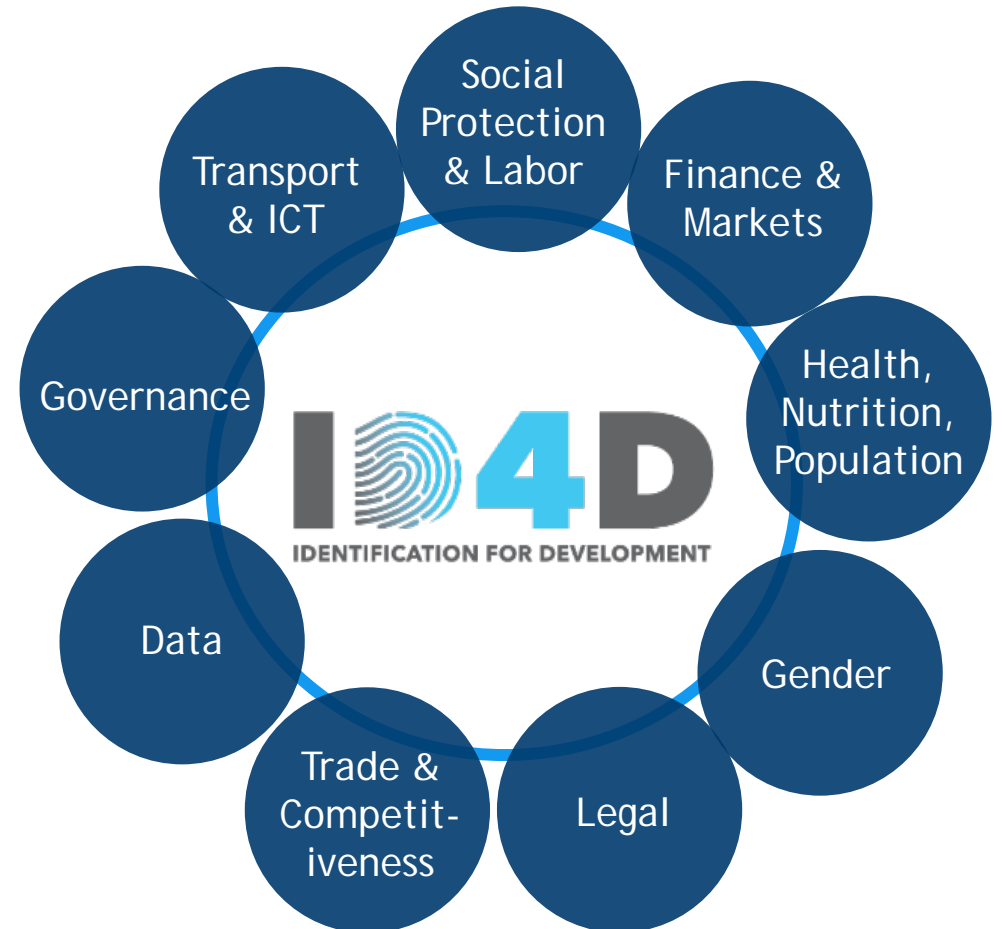 Social
Protection
& Labor
Finance &
Markets
Health,
Nutrition,
Population
Gender
Legal
Trade &
Competit-
iveness
Data
Governance
Transport
& ICT
ID4D
IDENTIFICATION FOR DEVELOPMENT